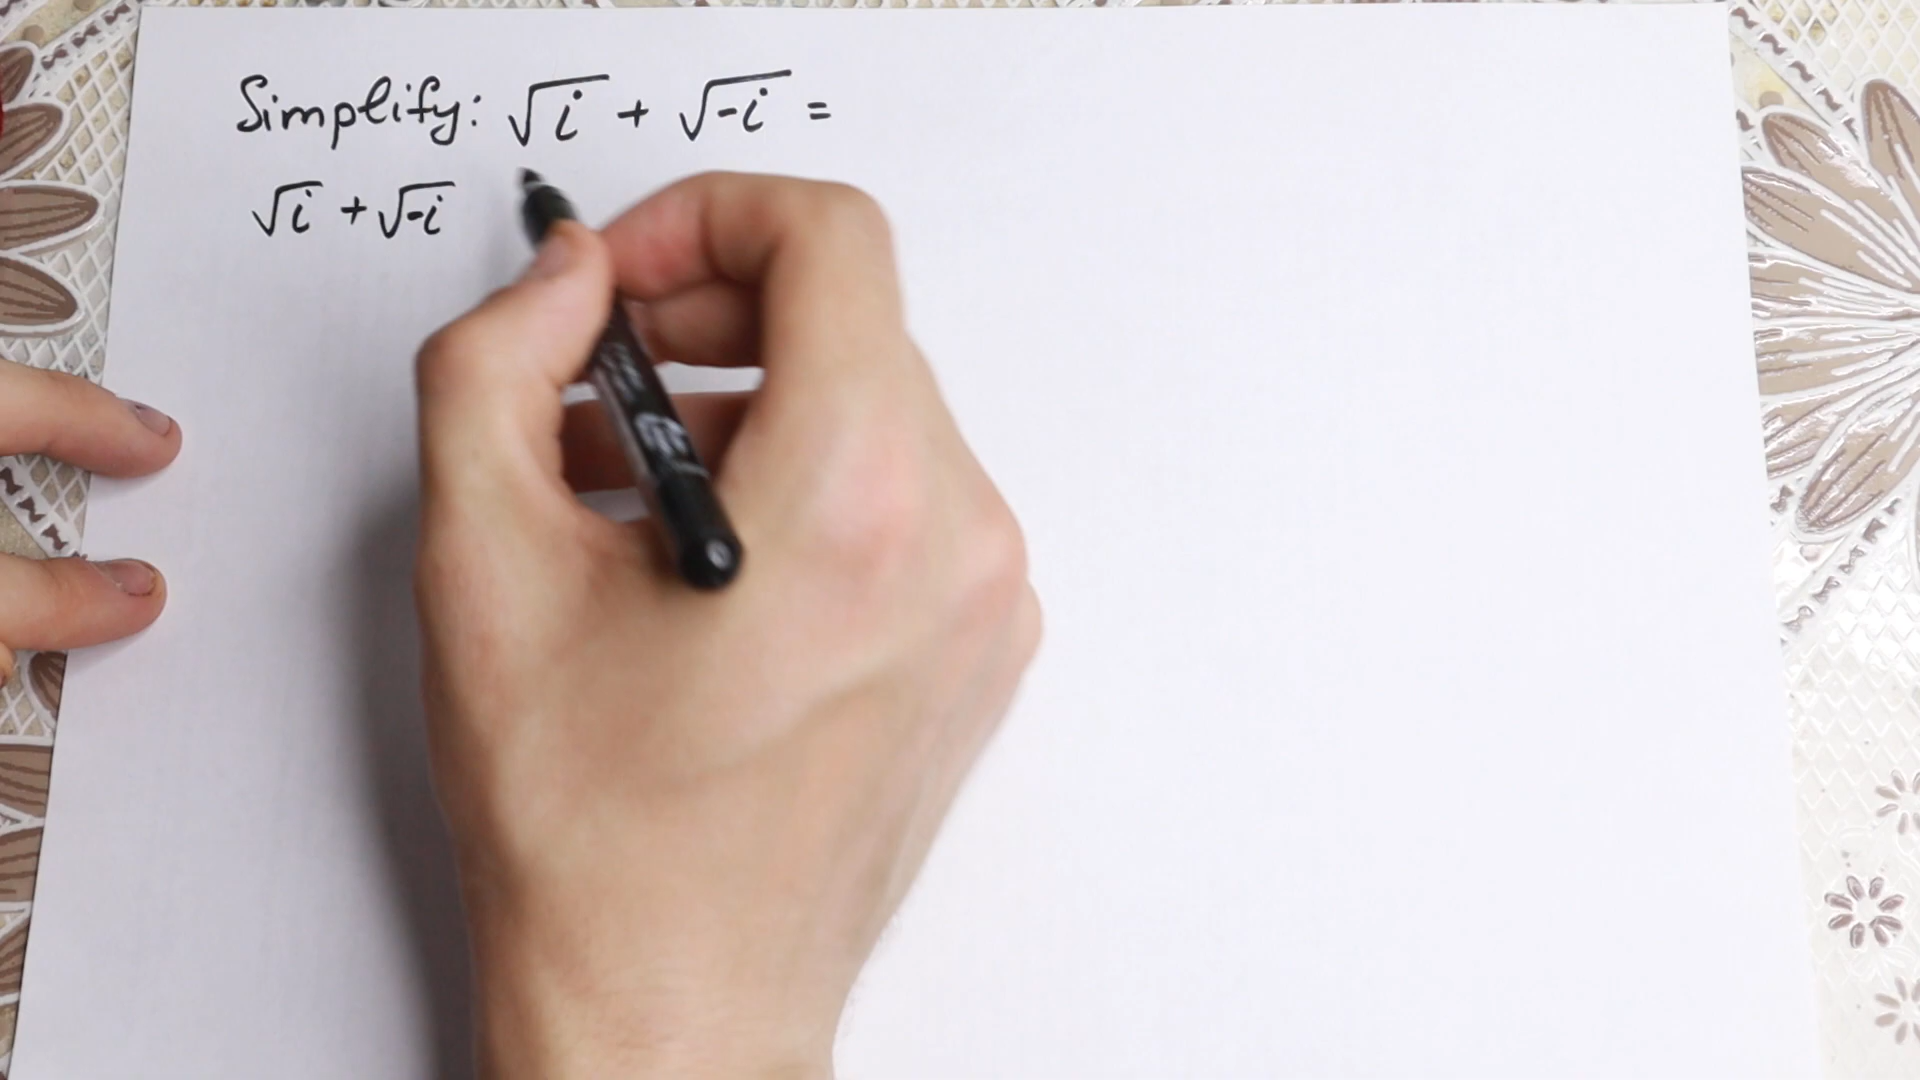 Simplify: √i + √-i =
√i + √-i